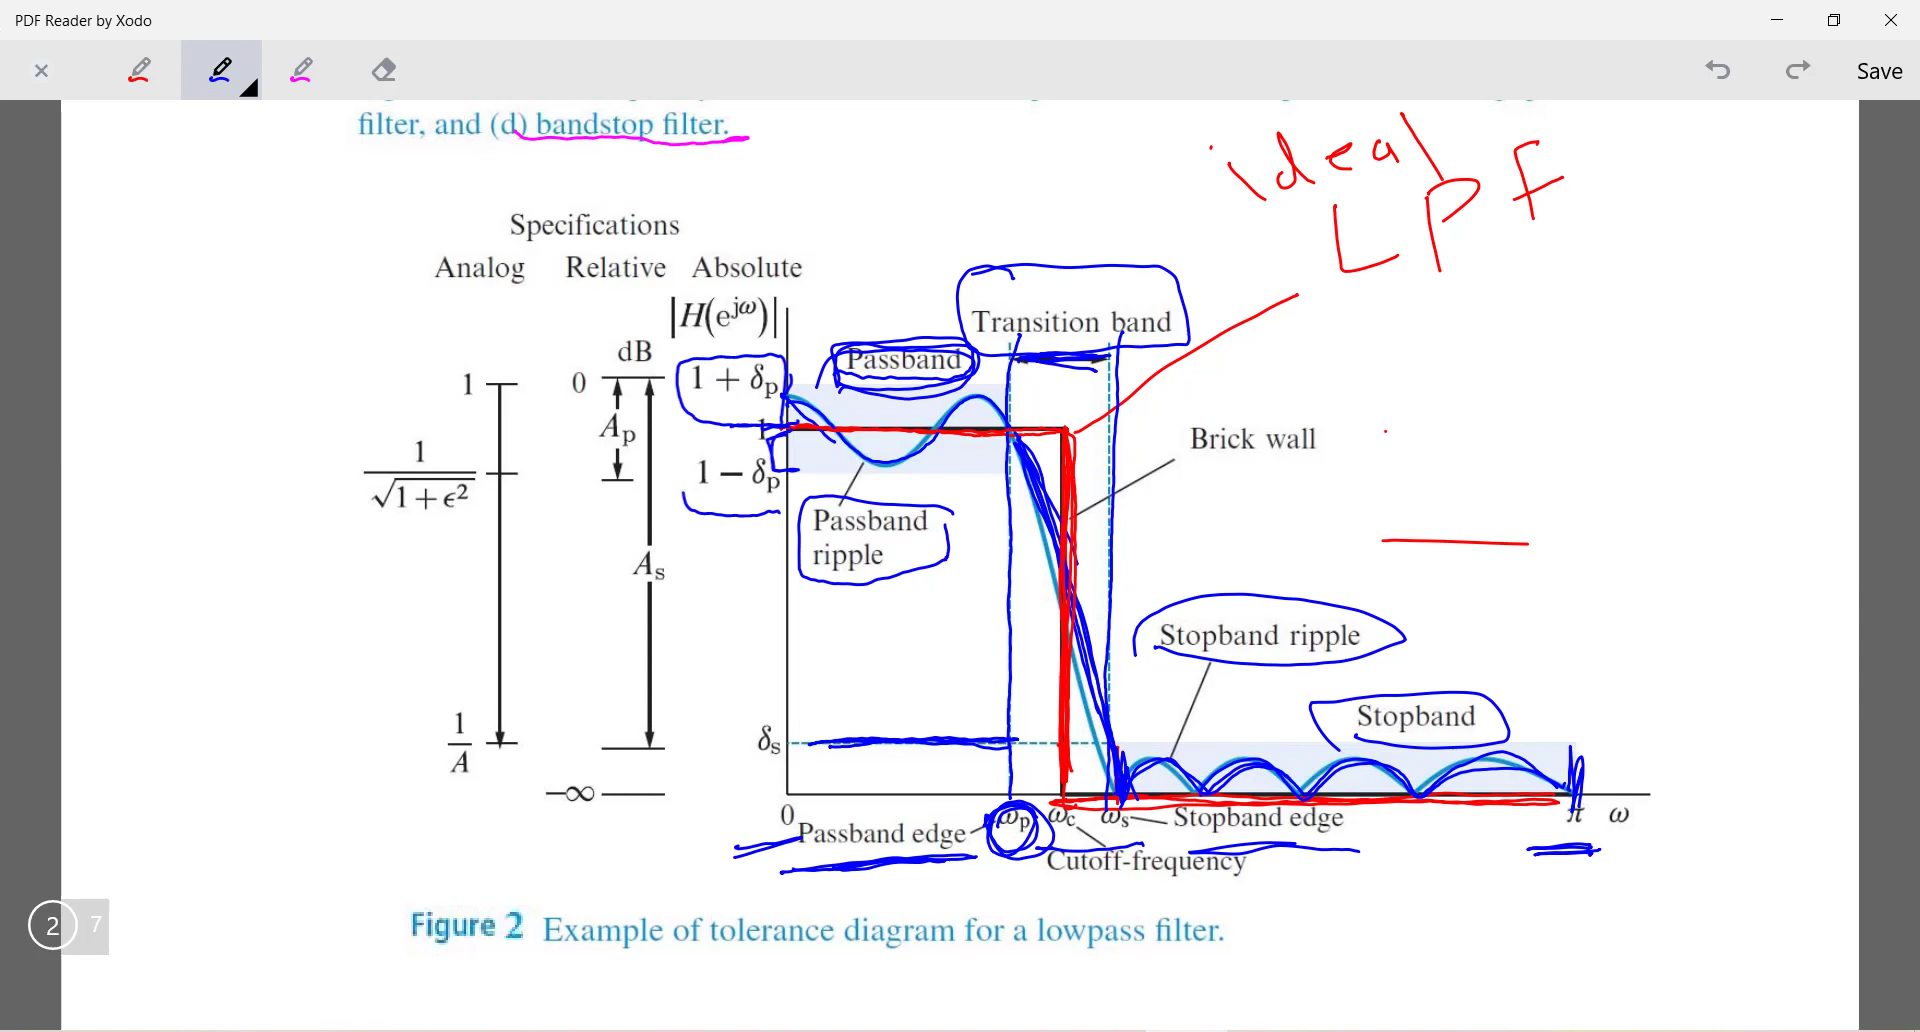 PDF Reader by Xodo
Save
filter, and (d) bandstop filter.
ideal
LPF
Specifications
Analog Relative Absolute
|H(e^jω)|
Transition band
dB
Passband
1 0 1 + δp
Ap
1
Brick wall
1/√1+ϵ² 1 − δp
Passband
ripple
As
Stopband ripple
Stopband
1/A δs
−∞
0 ωp ωc ωs Stopband edge π ω
Passband edge
Cutoff-frequency
2 7
Figure 2 Example of tolerance diagram for a lowpass filter.